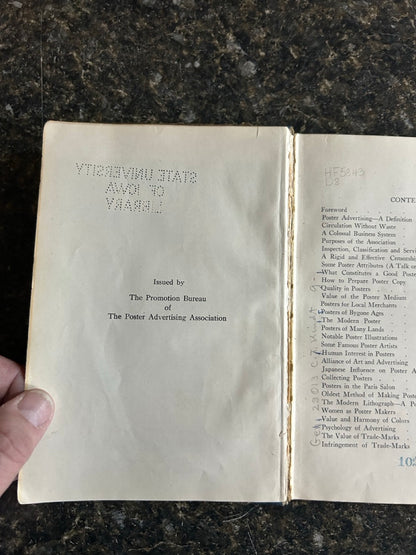 STATE UNIVERSITY
OF IOWA
LIBRARY
Issued by
The Promotion Bureau
of
The Poster Advertising Association
HF5843
D3
CONTE
Foreword
Poster Advertising—A Definition
Circulation Without Waste
A Colossal Business System
Purposes of the Association
Inspection, Classification and Servi
A Rigid and Effective Censorship
Some Poster Attributes (A Talk o
What Constitutes a Good Poste
How to Prepare Poster Copy
Quality in Posters
Value of the Poster Medium
Posters for Local Merchants
Posters of Bygone Ages
The Modern Poster
Posters of Many Lands
Notable Poster Illustrations
Some Famous Poster Artists
Human Interest in Posters
Alliance of Art and Advertising
Japanese Influence on Poster A
Collecting Posters
Posters in the Paris Salon
Oldest Method of Making Poste
The Modern Lithograph—A Po
Women as Poster Makers
Value and Harmony of Colors
Psychology of Advertising
The Value of Trade-Marks
Infringement of Trade-Marks